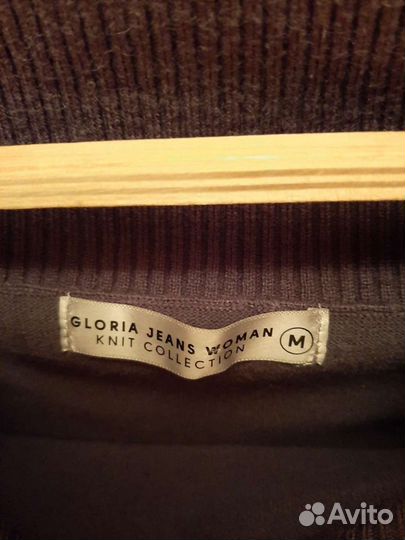 GLORIA JEANS WOMAN
KNIT COLLECTION
M
Avito